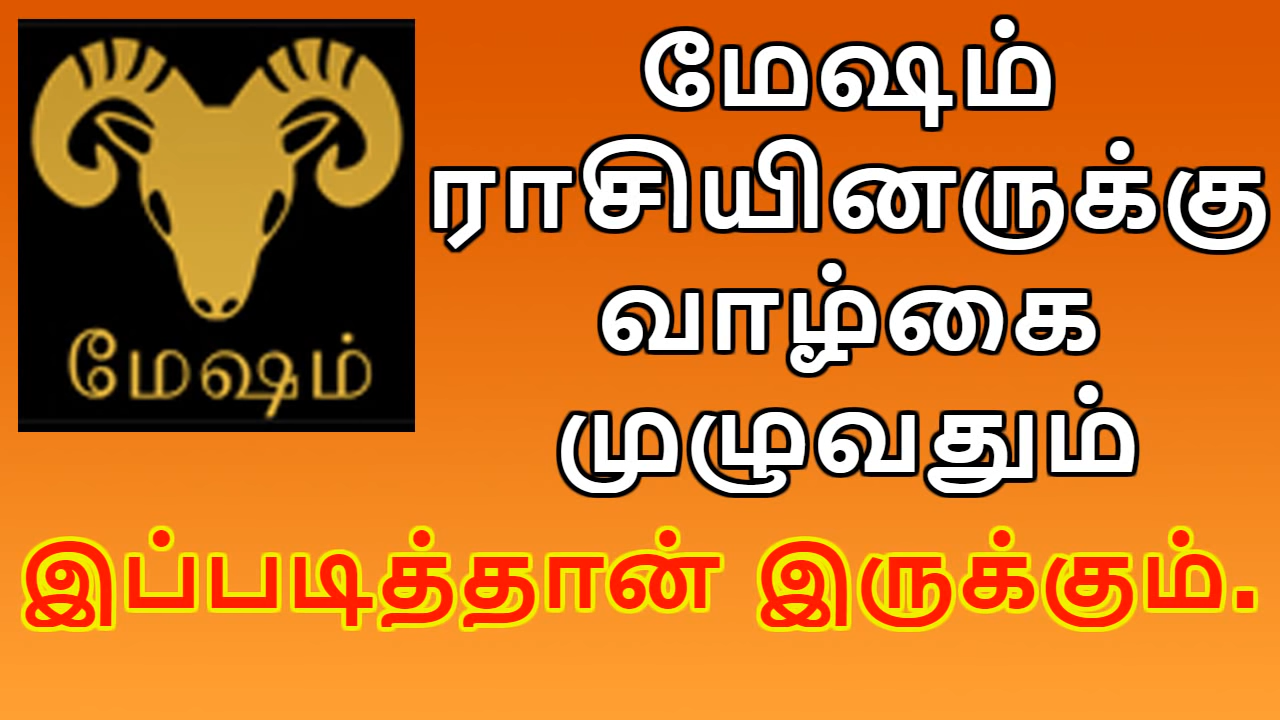 மேஷம்
மேஷம்
ராசியினருக்கு
வாழ்கை
முழுவதும்
இப்படித்தான் இருக்கும்.